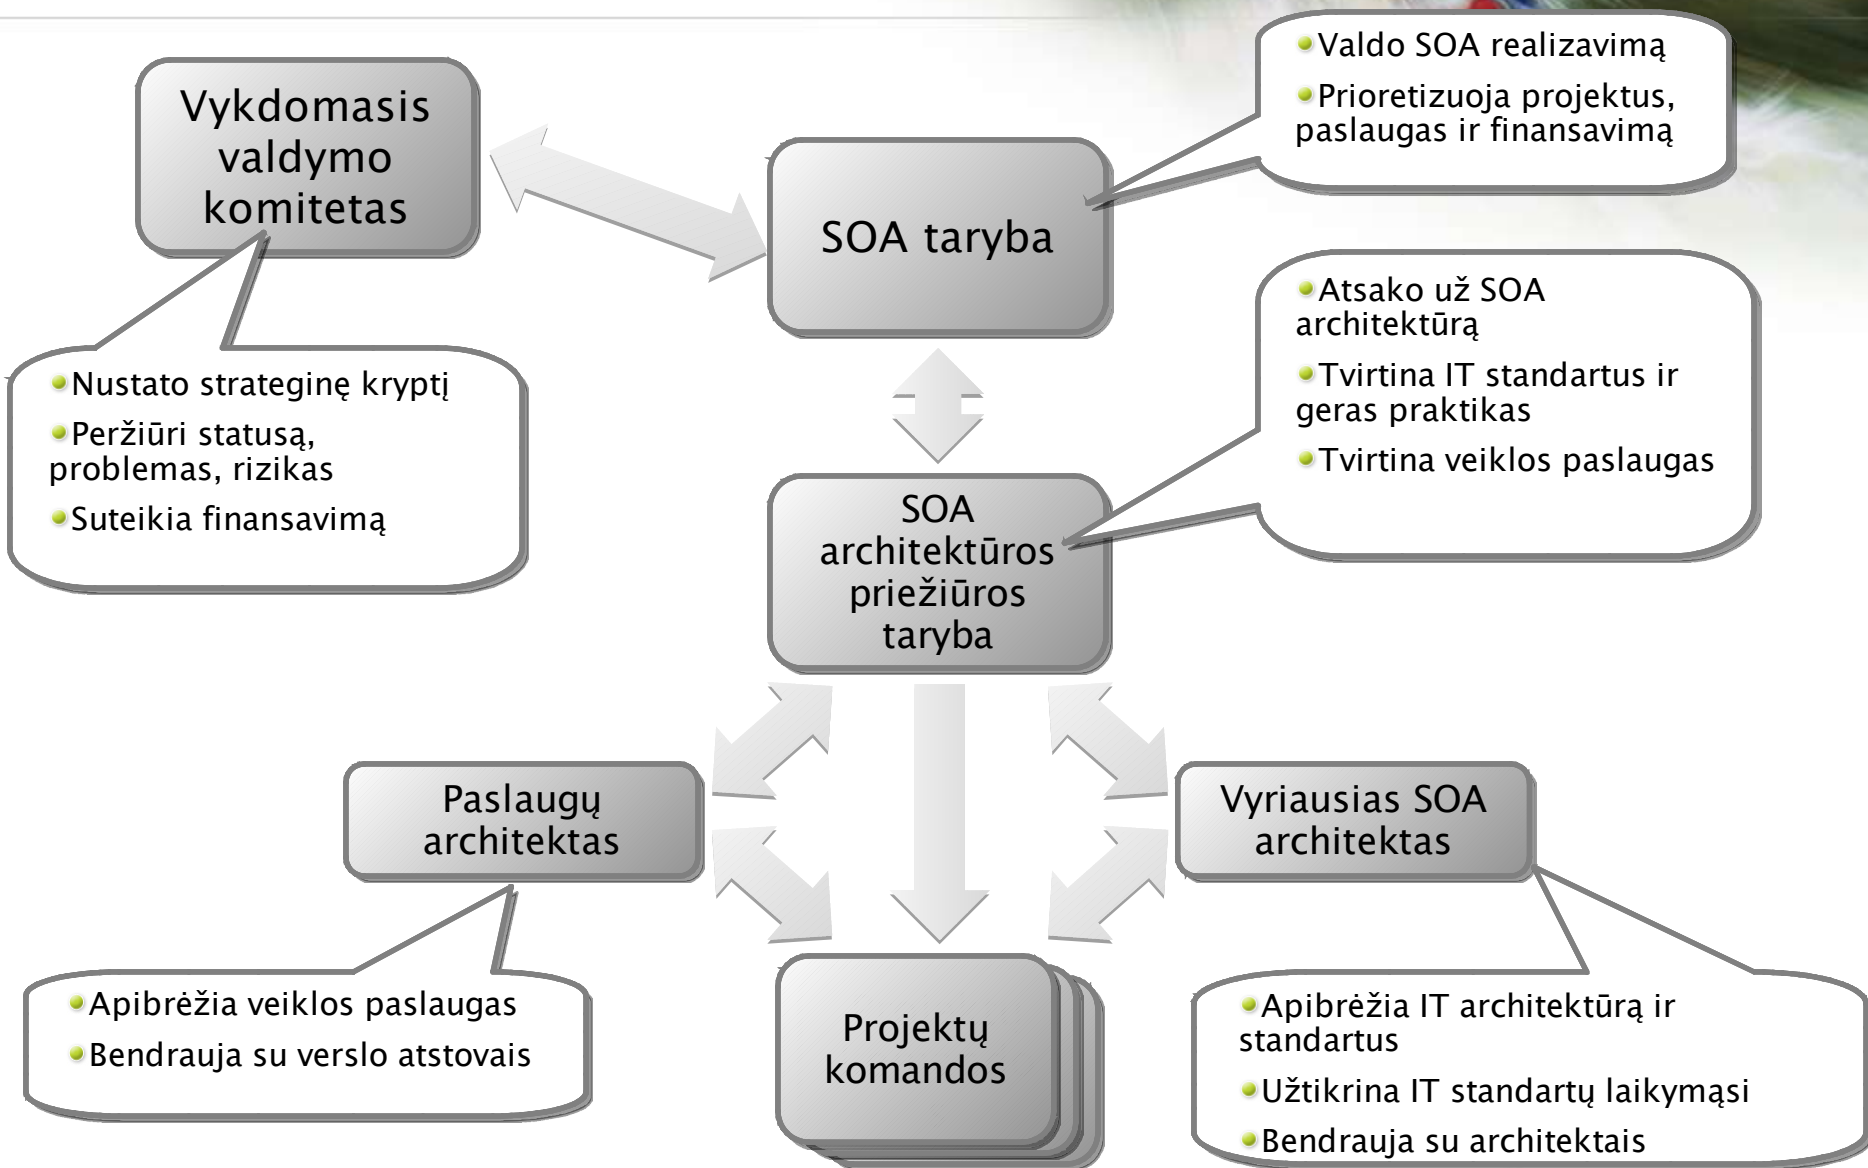 Vykdomasis
valdymo
komitetas
• Nustato strateginę kryptį
• Peržiūri statusą,
problemas, rizikas
• Suteikia finansavimą
SOA taryba
• Valdo SOA realizavimą
• Prioretizuoja projektus,
paslaugas ir finansavimą
SOA
architektūros
priežiūros
taryba
• Atsako už SOA
architektūrą
• Tvirtina IT standartus ir
geras praktikas
• Tvirtina veiklos paslaugas
Paslaugų
architektas
• Apibrėžia veiklos paslaugas
• Bendrauja su verslo atstovais
Projektų
komandos
Vyriausias SOA
architektas
• Apibrėžia IT architektūrą ir
standartus
• Užtikrina IT standartų laikymąsi
• Bendrauja su architektais